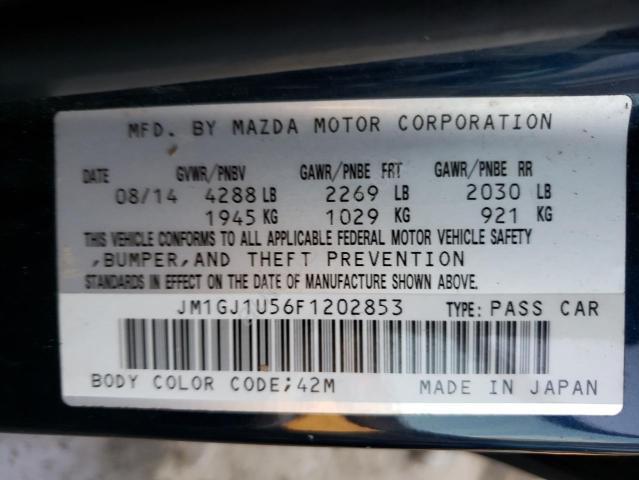 MFD. BY MAZDA MOTOR CORPORATION
DATE GVWR/PNBV GAWR/PNBE FRT GAWR/PNBE RR
08/14 4288 LB 2269 LB 2030 LB
1945 KG 1029 KG 921 KG
THIS VEHICLE CONFORMS TO ALL APPLICABLE FEDERAL MOTOR VEHICLE SAFETY
,BUMPER,AND THEFT PREVENTION
STANDARDS IN EFFECT ON THE DATE OF MANUFACTURE SHOWN ABOVE.
JM1GJ1U56F1202853 TYPE: PASS CAR
BODY COLOR CODE;42M MADE IN JAPAN